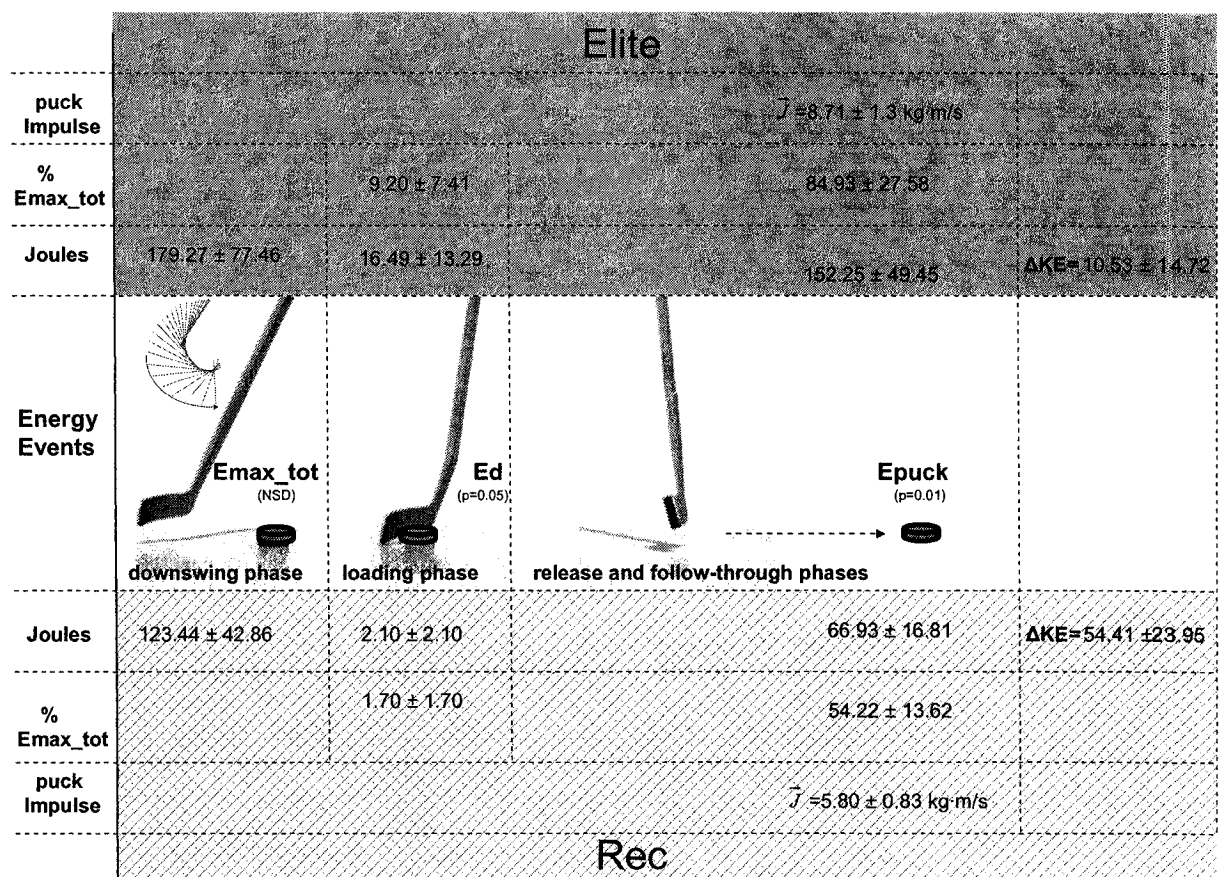 Elite
puck
Impulse
J =8.71 ± 1.3 kg·m/s
%
Emax_tot
9.20 ± 7.41
84.93 ± 27.58
Joules
179.27 ± 77.46
16.49 ± 13.29
152.25 ± 49.45
ΔKE= 10.53 ± 14.72
Energy
Events
Emax_tot
(NSD)
Ed
(p=0.05)
Epuck
(p=0.01)
downswing phase
loading phase
release and follow-through phases
Joules
123.44 ± 42.86
2.10 ± 2.10
66.93 ± 16.81
ΔKE= 54.41 ±23.95
%
Emax_tot
1.70 ± 1.70
54.22 ± 13.62
puck
Impulse
J =5.80 ± 0.83 kg·m/s
Rec